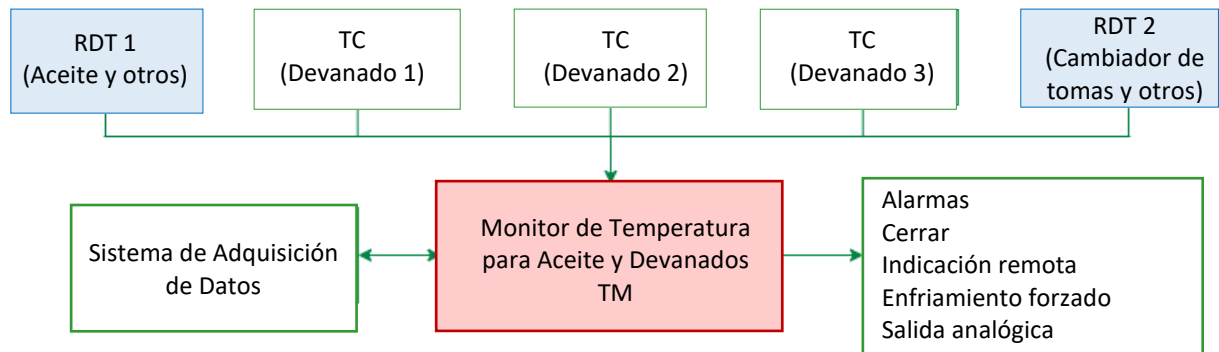 RDT 1
(Aceite y otros)
TC
(Devanado 1)
TC
(Devanado 2)
TC
(Devanado 3)
RDT 2
(Cambiador de
tomas y otros)
Sistema de Adquisición
de Datos
Monitor de Temperatura
para Aceite y Devanados
TM
Alarmas
Cerrar
Indicación remota
Enfriamiento forzado
Salida analógica